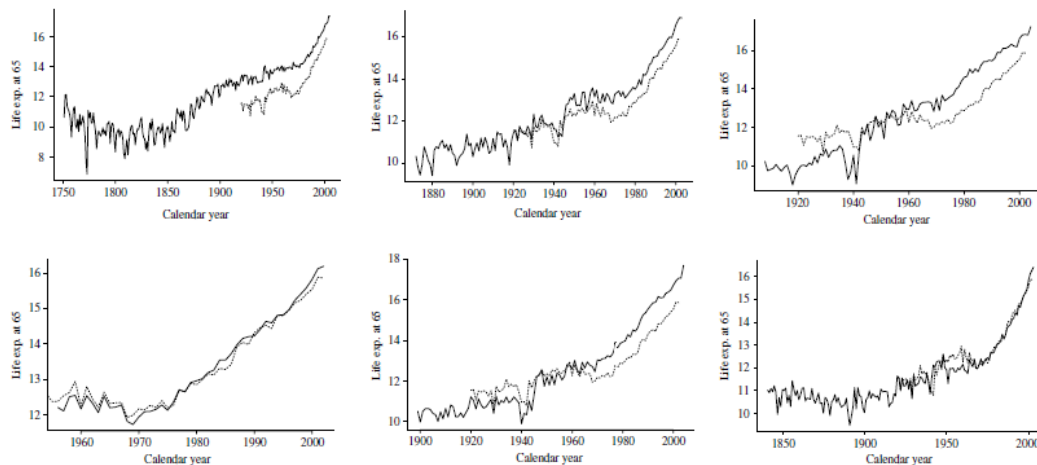 Life exp. at 65
16
14
12
10
8
1750 1800 1850 1900 1950 2000
Calendar year
Life exp. at 65
16
14
12
10
1880 1900 1920 1940 1960 1980 2000
Calendar year
Life exp. at 65
16
14
12
10
1920 1940 1960 1980 2000
Calendar year
Life exp. at 65
16
15
14
13
12
1960 1970 1980 1990 2000
Calendar year
Life exp. at 65
18
16
14
12
10
1900 1920 1940 1960 1980 2000
Calendar year
Life exp. at 65
16
15
14
13
12
11
10
1850 1900 1950 2000
Calendar year